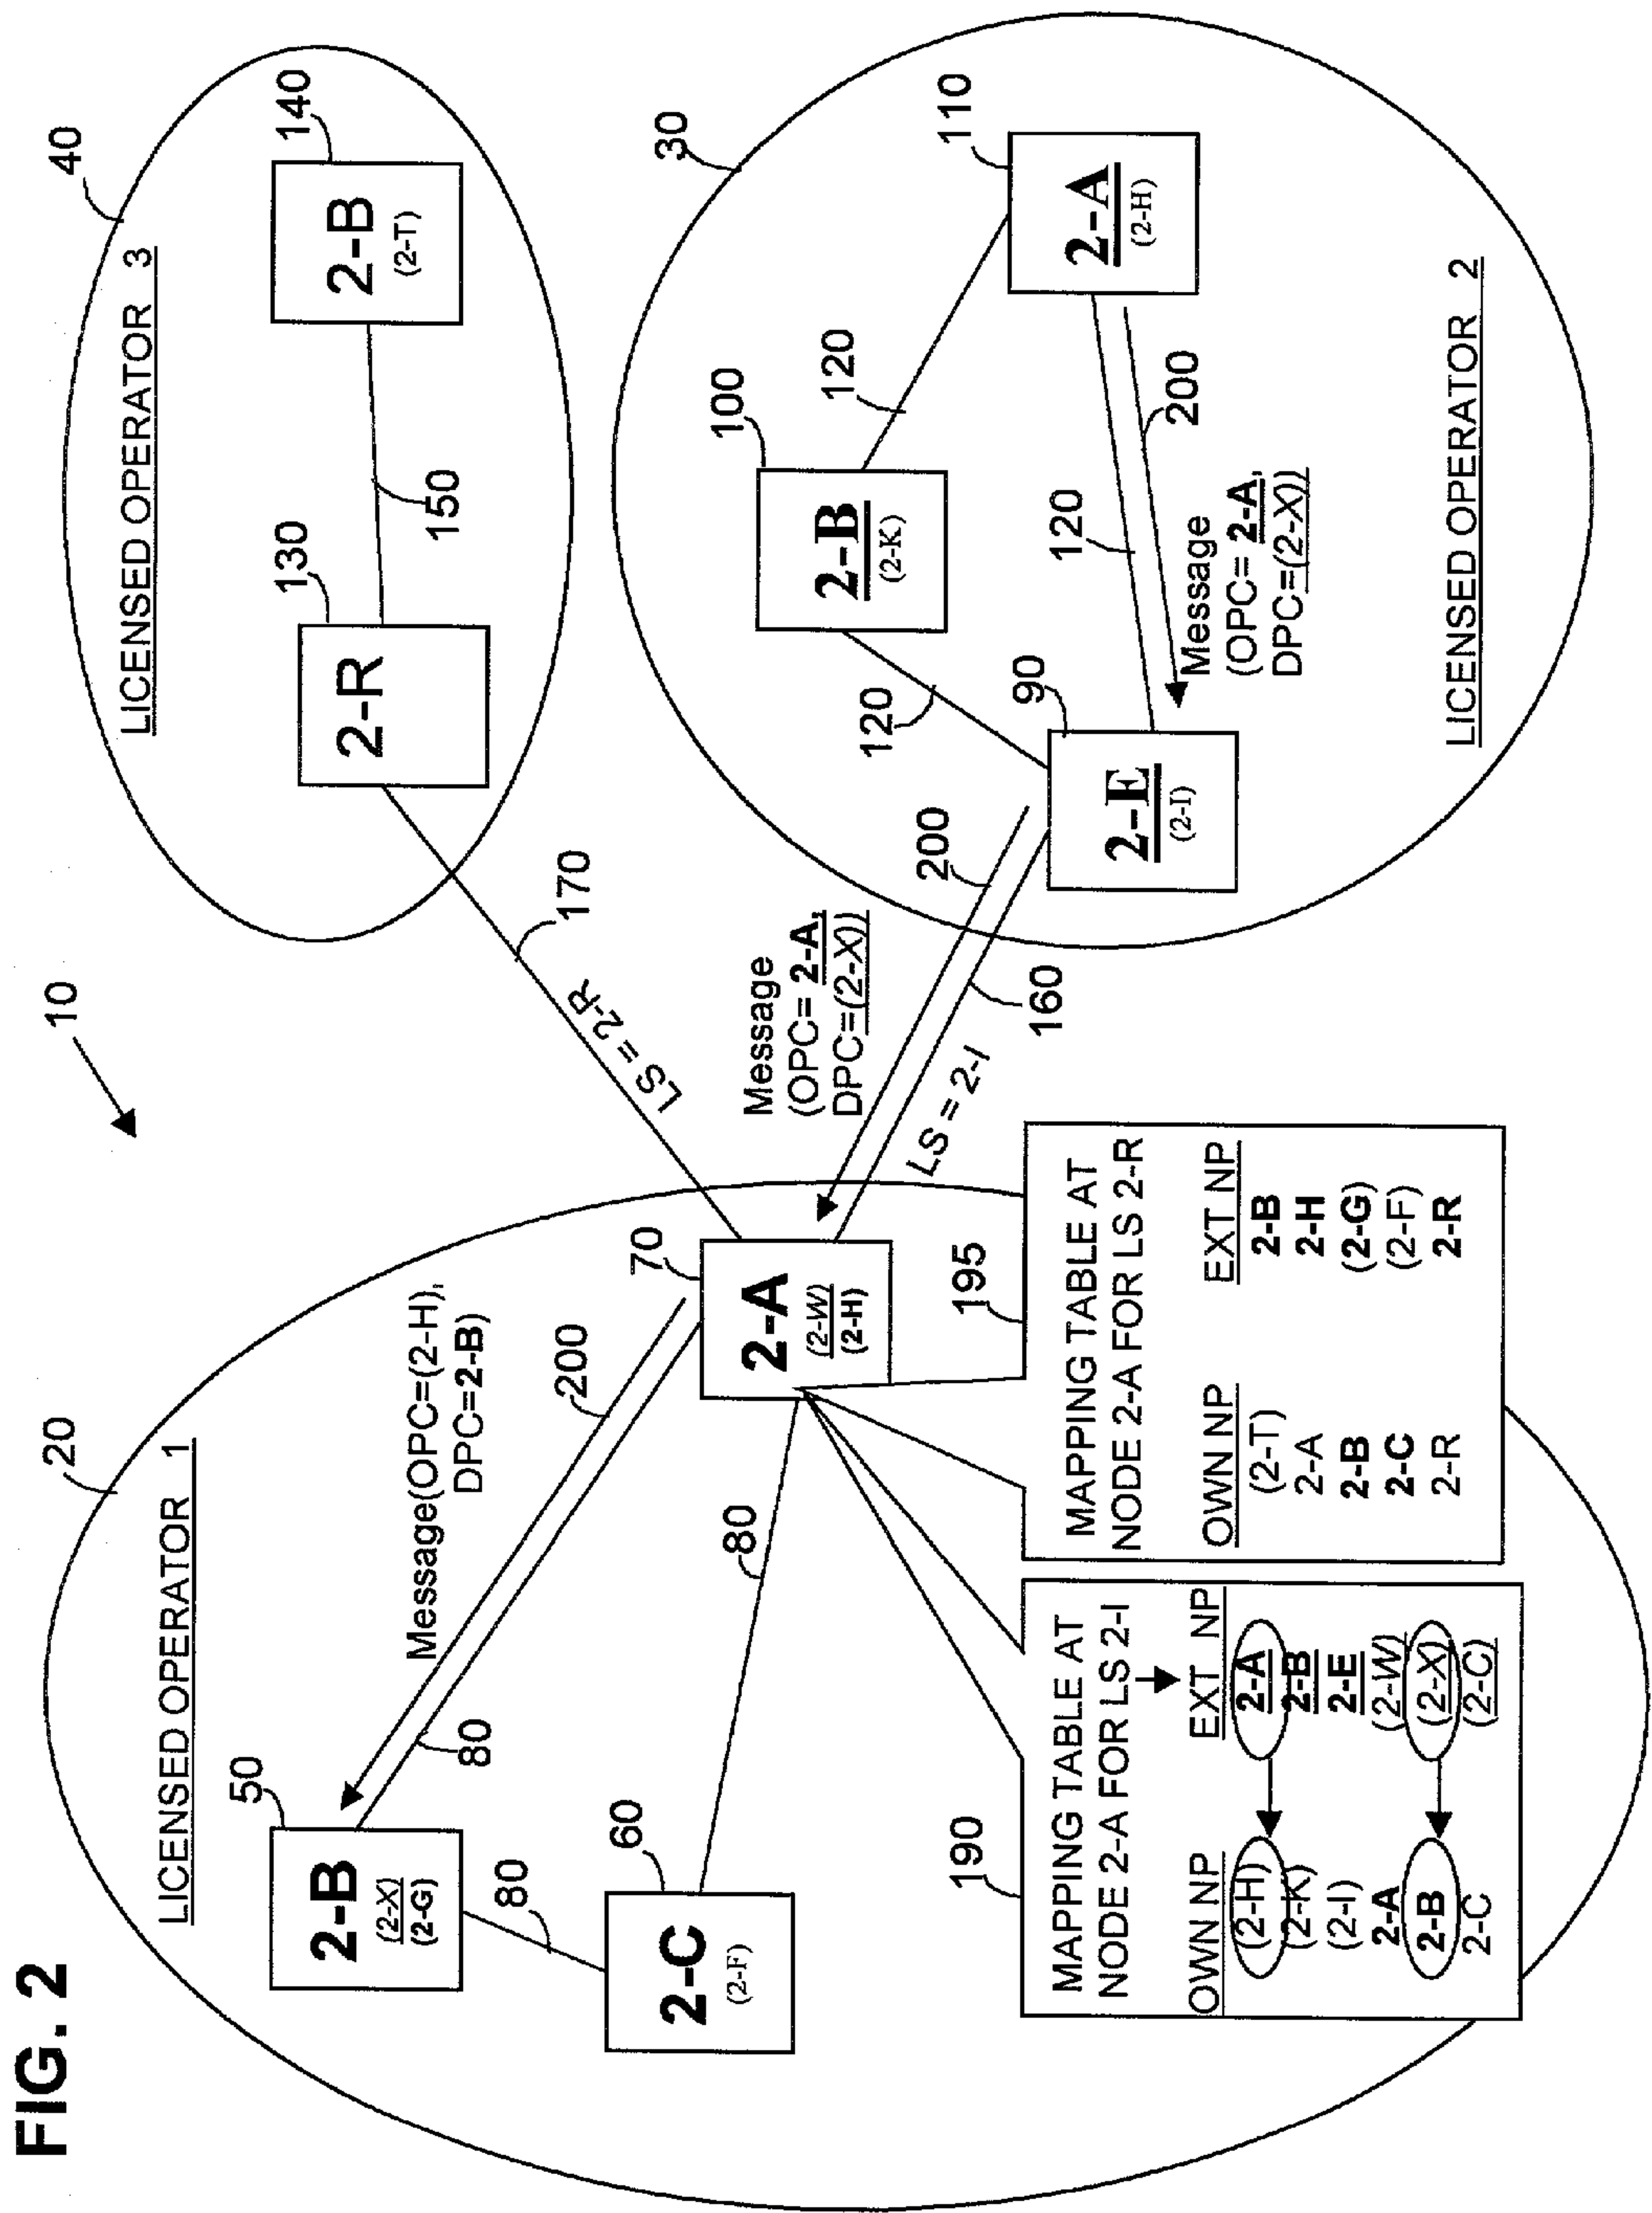 FIG. 2
10
20
LICENSED OPERATOR 1
50
2-B
(2-X)
(2-G)
80
60
2-C
(2-F)
80
80
200
Message(OPC=(2-H),
DPC=2-B)
70
2-A
(2-W)
(2-H)
190
MAPPING TABLE AT
NODE 2-A FOR LS 2-I
OWN NP EXT NP
(2-H) 2-A
(2-K) 2-B
(2-I) 2-E
2-A (2-W)
2-B (2-X)
2-C (2-C)
195
MAPPING TABLE AT
NODE 2-A FOR LS 2-R
OWN NP EXT NP
(2-T) 2-B
2-A 2-H
2-B (2-G)
2-C (2-F)
2-R 2-R
LS = 2-R
170
Message
(OPC= 2-A,
DPC=(2-X))
LS = 2-I
160
200
40
LICENSED OPERATOR 3
130
2-R
150
140
2-B
(2-T)
30
100
2-B
(2-K)
120
120
110
2-A
(2-H)
90
2-E
(2-I)
120
200
Message
(OPC= 2-A,
DPC=(2-X))
LICENSED OPERATOR 2